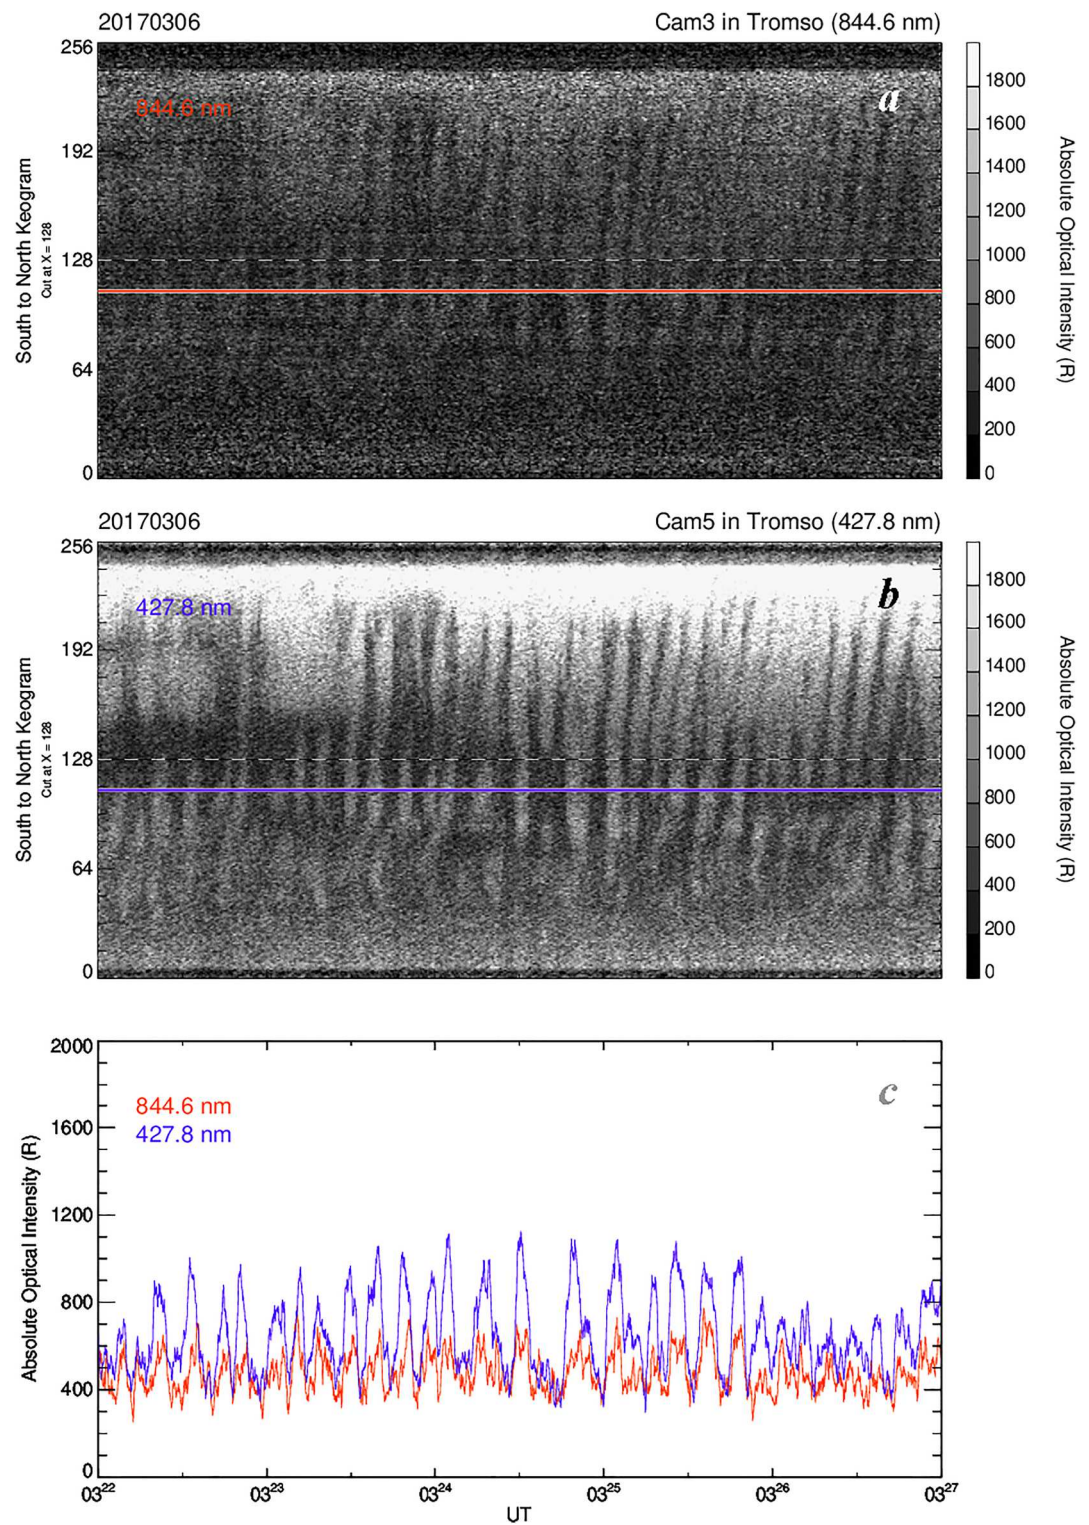 20170306 Cam3 in Tromso (844.6 nm)
256
192
128
64
0
South to North Keogram
Cut at X = 128
844.6 nm
a
1800
1600
1400
1200
1000
800
600
400
200
0
Absolute Optical Intensity (R)
20170306 Cam5 in Tromso (427.8 nm)
256
192
128
64
0
South to North Keogram
Cut at X = 128
427.8 nm
b
1800
1600
1400
1200
1000
800
600
400
200
0
Absolute Optical Intensity (R)
2000
1600
1200
800
400
0
Absolute Optical Intensity (R)
844.6 nm
427.8 nm
c
03²² 03²³ 03²⁴ 03²⁵ 03²⁶ 03²⁷
UT